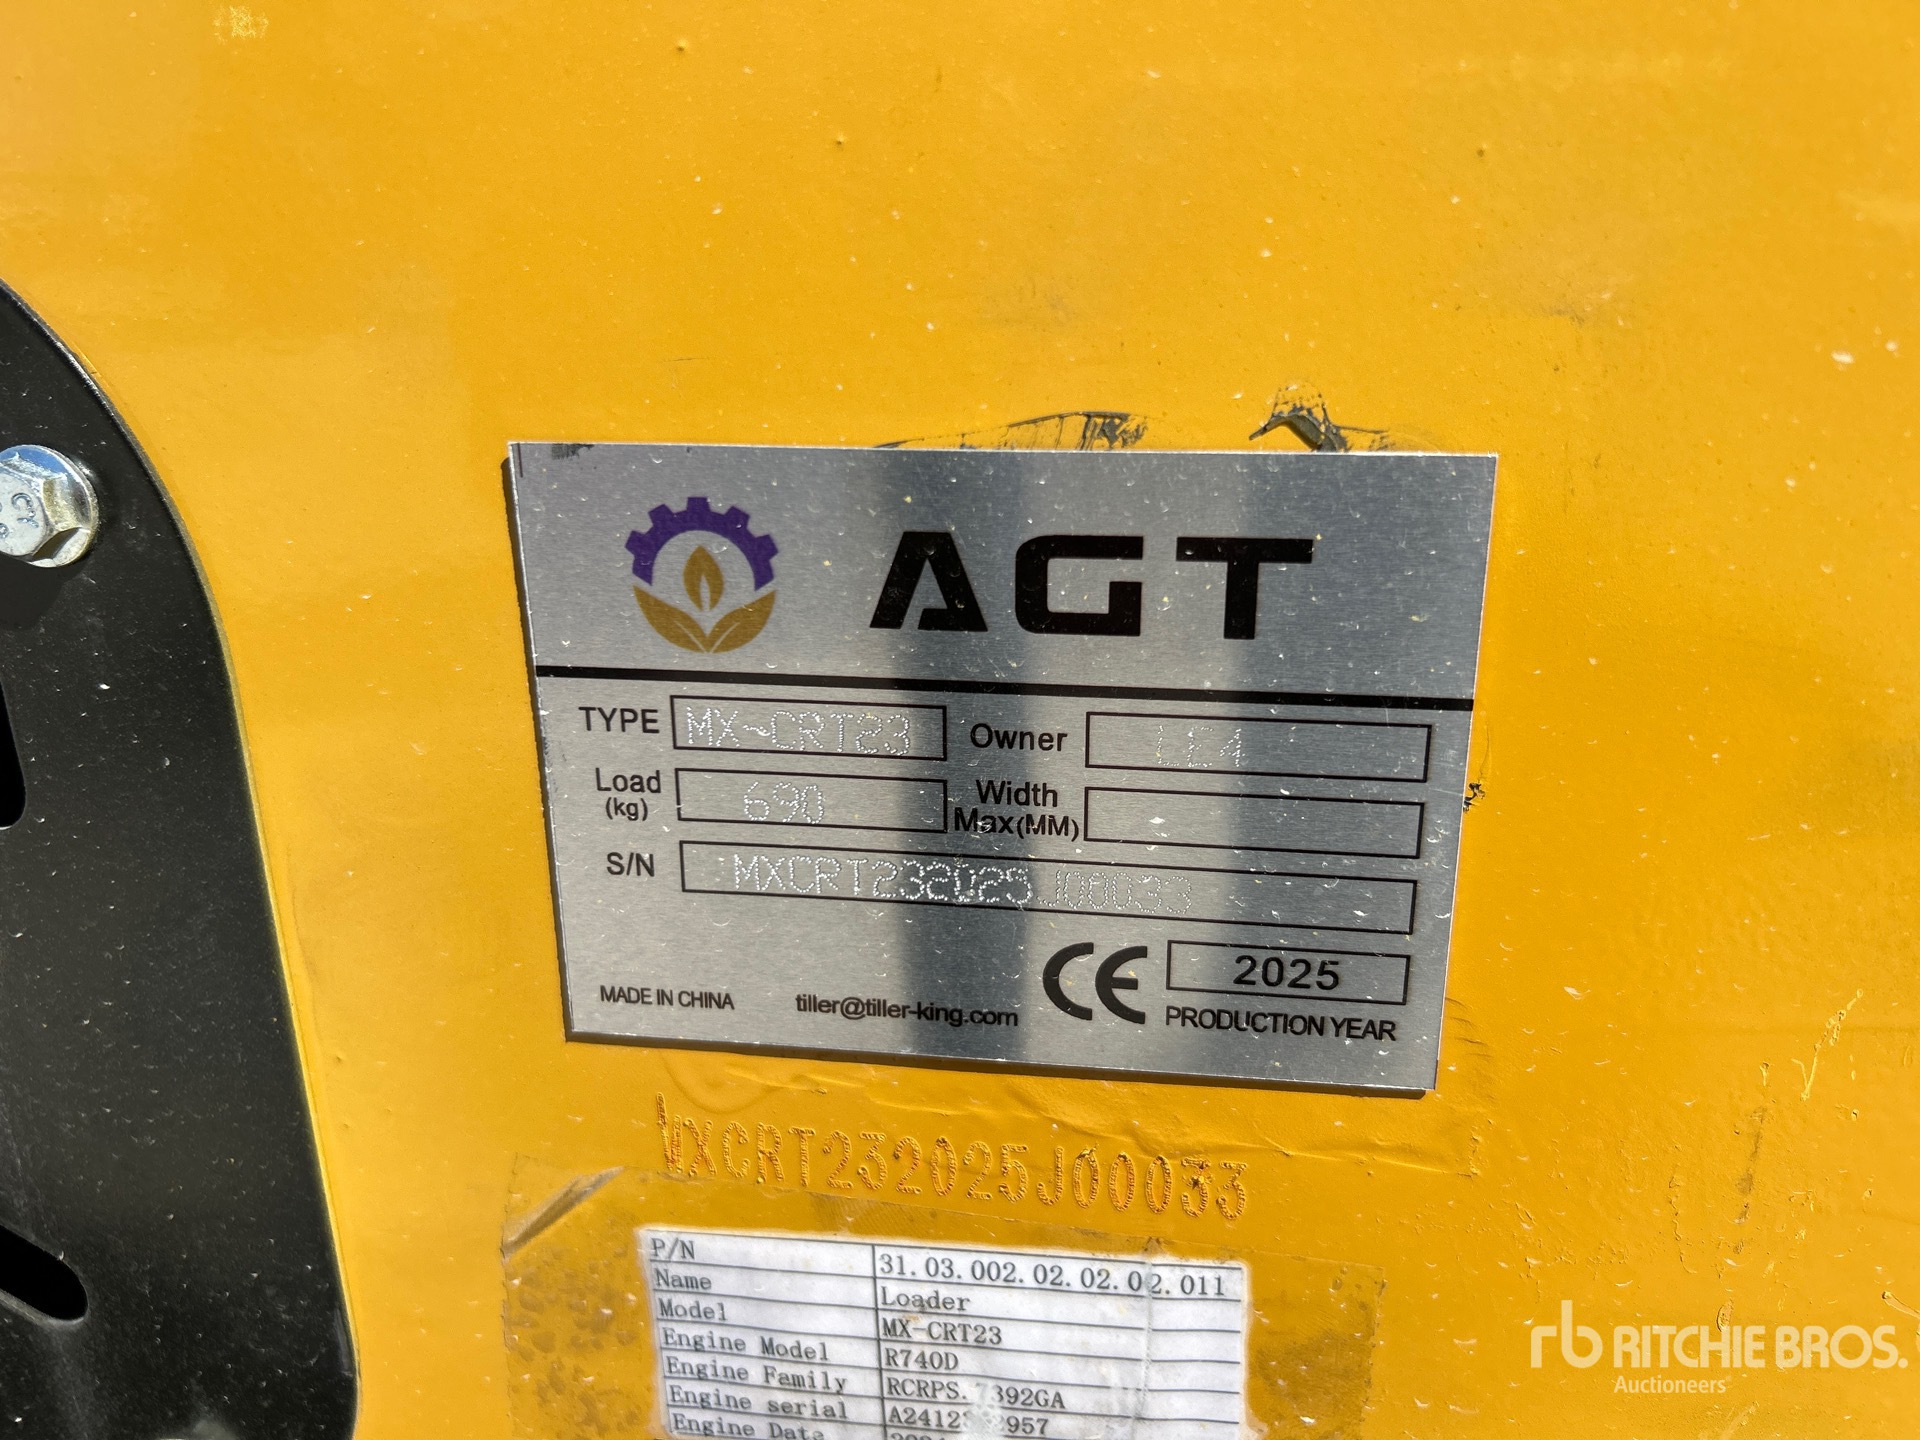 AGT
TYPE MX-CRT23 Owner LE4
Load (kg) 690 Width Max(MM)
S/N MXCRT232025J00033
MADE IN CHINA tiller@tiller-king.com CE 2025
PRODUCTION YEAR
MXCRT232025J00033
P/N 31.03.002.02.02.02.011
Name Loader
Model MX-CRT23
Engine Model R740D
Engine Family
Engine serial
Engine Date
rb RITCHIE BROS.
Auctioneers